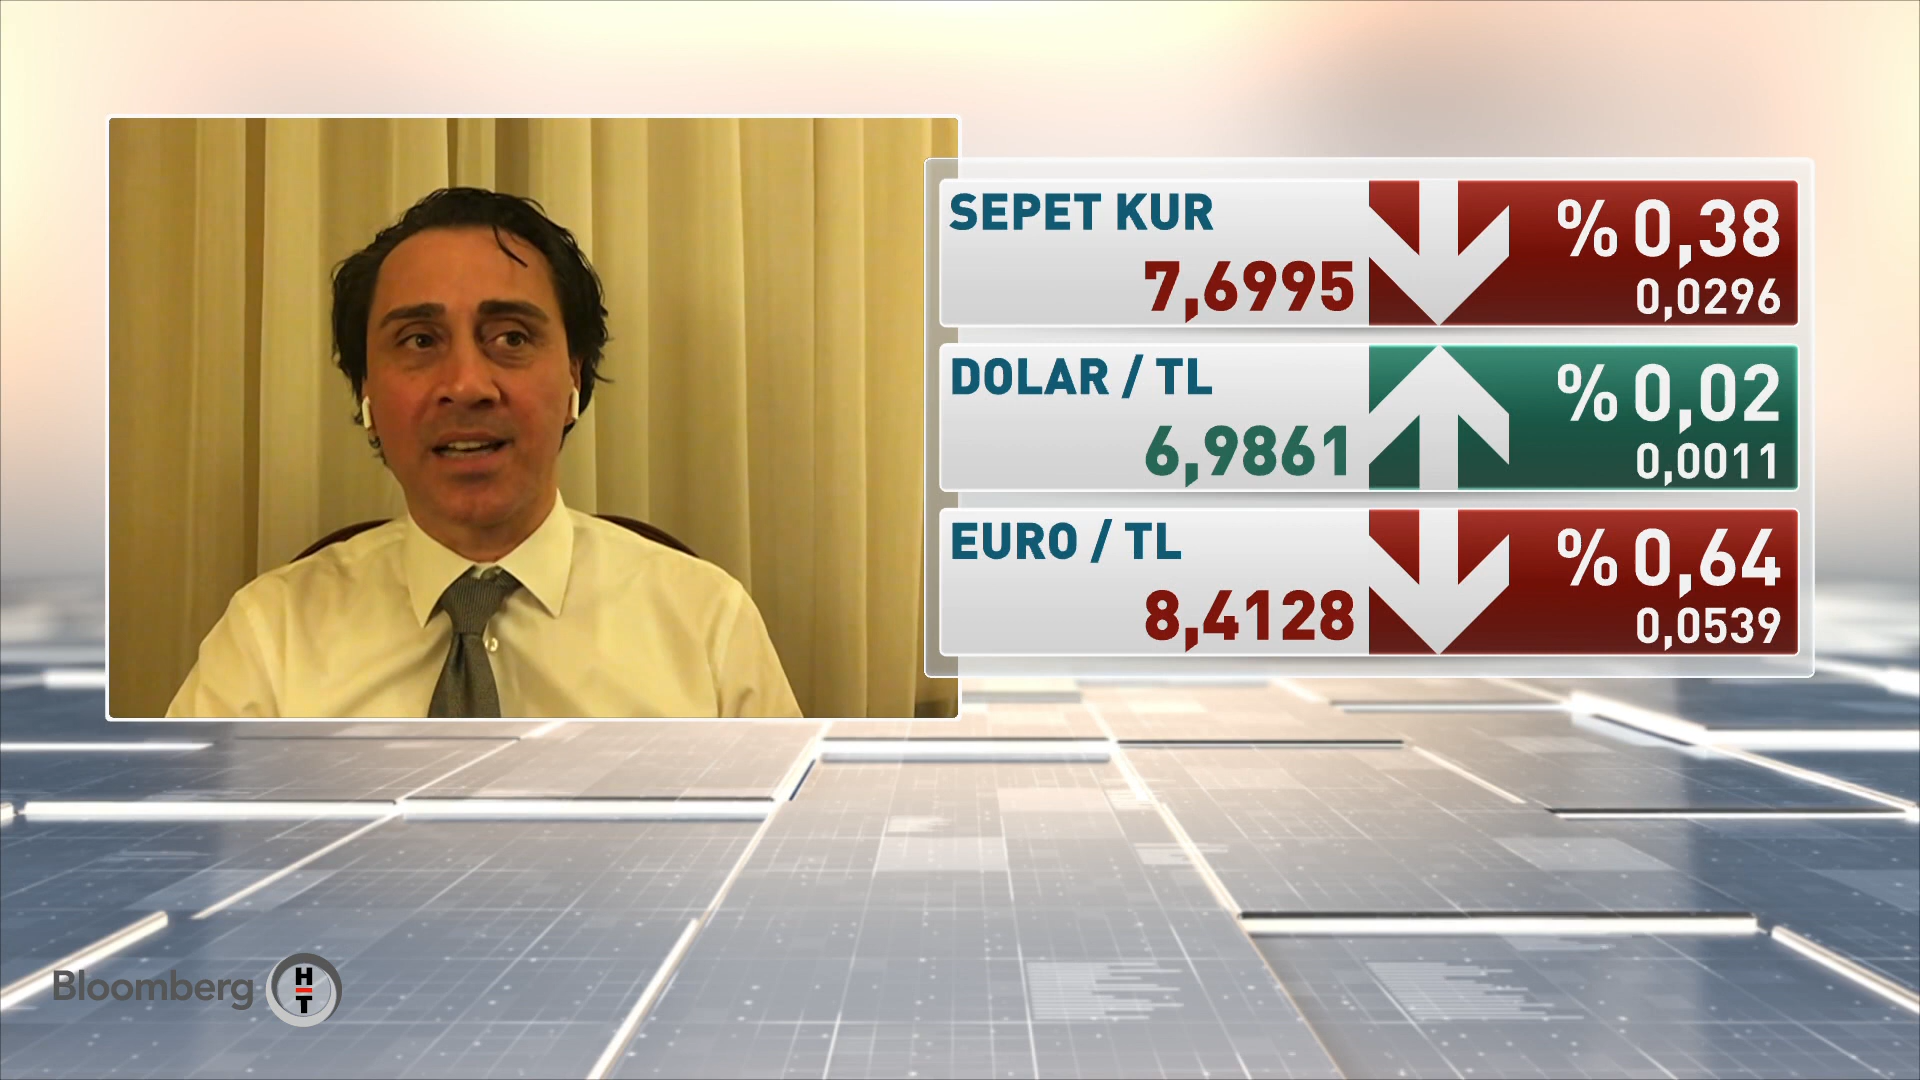 SEPET KUR
7,6995
% 0,38
0,0296
DOLAR / TL
6,9861
% 0,02
0,0011
EURO / TL
8,4128
% 0,64
0,0539
Bloomberg HT